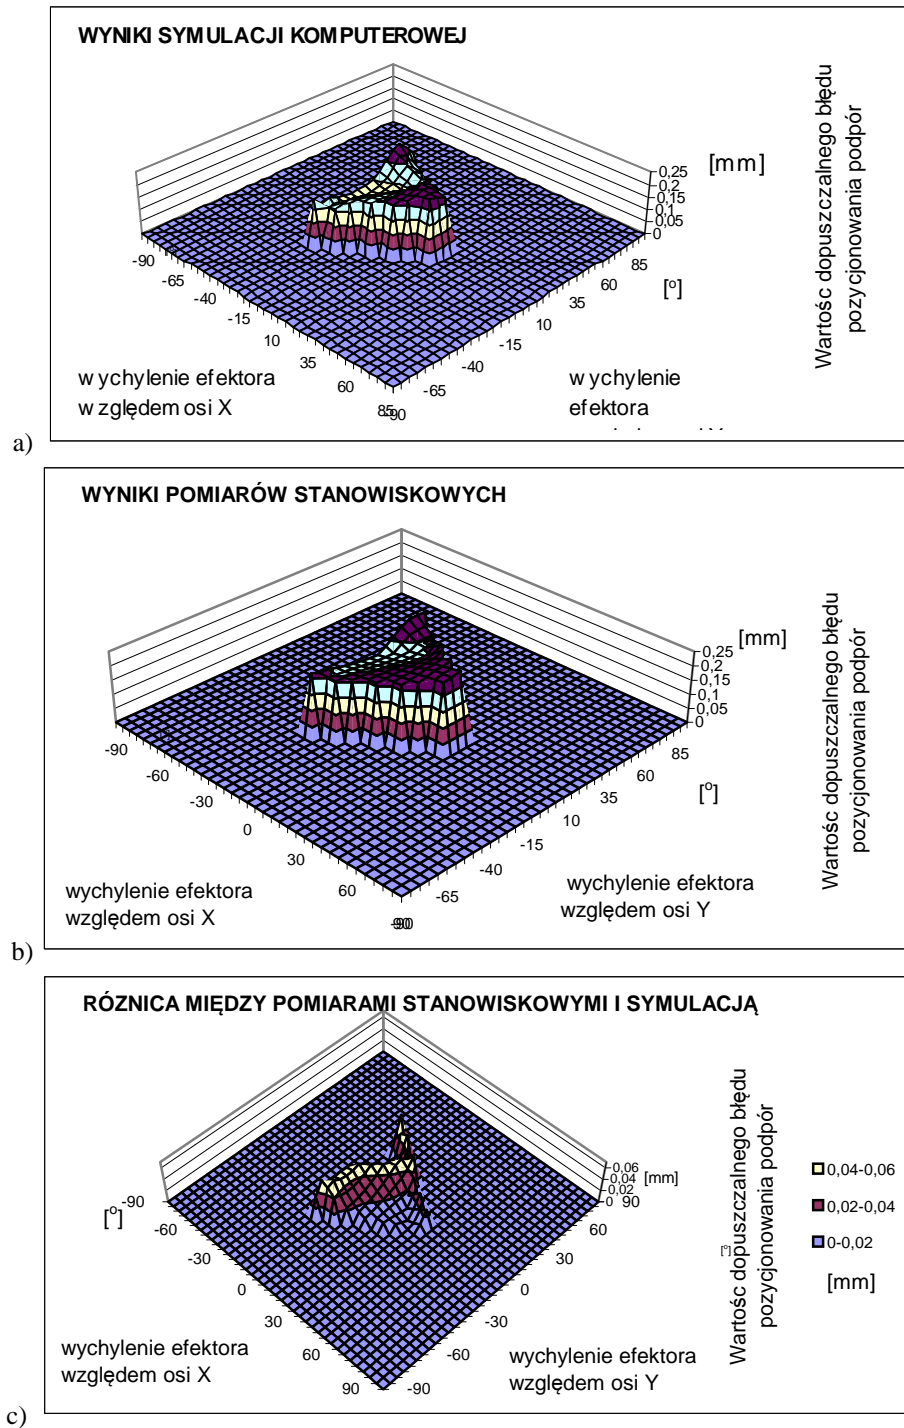 WYNIKI SYMULACJI KOMPUTEROWEJ
[mm]
0,25
0,2
0,15
0,1
0,05
0
-90
-65
-40
-15
10
35
60
85
-90
-65
-40
-15
10
35
60
85
[º]
wychylenie efektora
względem osi X
wychylenie
efektora
Wartośc dopuszczalnego błędu
pozycjonowania podpór
a)
WYNIKI POMIARÓW STANOWISKOWYCH
[mm]
0,25
0,2
0,15
0,1
0,05
0
-90
-60
-30
0
30
60
90
-90
-65
-40
-15
10
35
60
85
[º]
wychylenie efektora
względem osi X
wychylenie efektora
względem osi Y
Wartośc dopuszczalnego błędu
pozycjonowania podpór
b)
RÓZNICA MIĘDZY POMIARAMI STANOWISKOWYMI I SYMULACJĄ
0,06
0,04
0,02
0
[mm]
-90
-60
-30
0
30
60
90
-90
-60
-30
0
30
60
90
[º]
[º]
wychylenie efektora
względem osi X
wychylenie efektora
względem osi Y
Wartośc dopuszczalnego błędu
pozycjonowania podpór
0,04-0,06
0,02-0,04
0-0,02
[mm]
c)